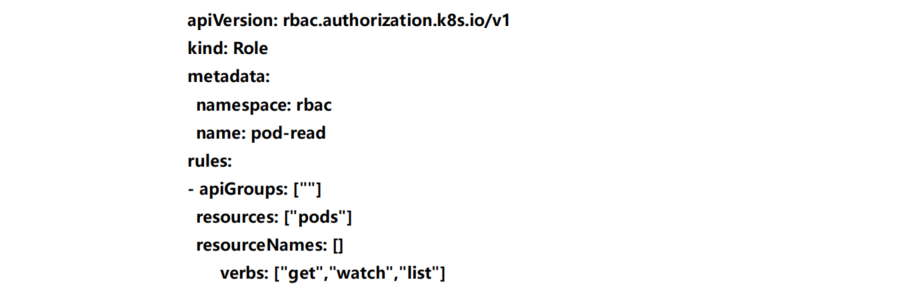 apiVersion: rbac.authorization.k8s.io/v1
kind: Role
metadata:
  namespace: rbac
  name: pod-read
rules:
- apiGroups: [""]
  resources: ["pods"]
  resourceNames: []
      verbs: ["get","watch","list"]